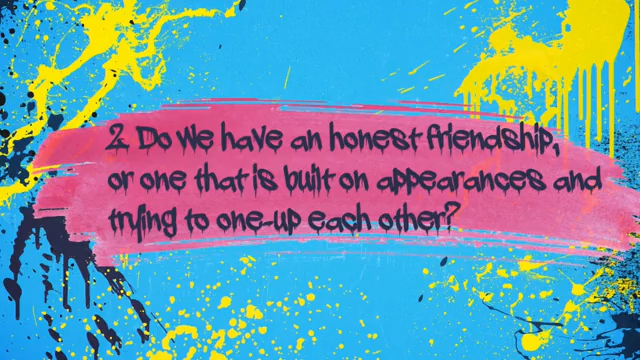 2. Do We have an honest friendship,
or one that is built on appearances and
trying to one-up each other?